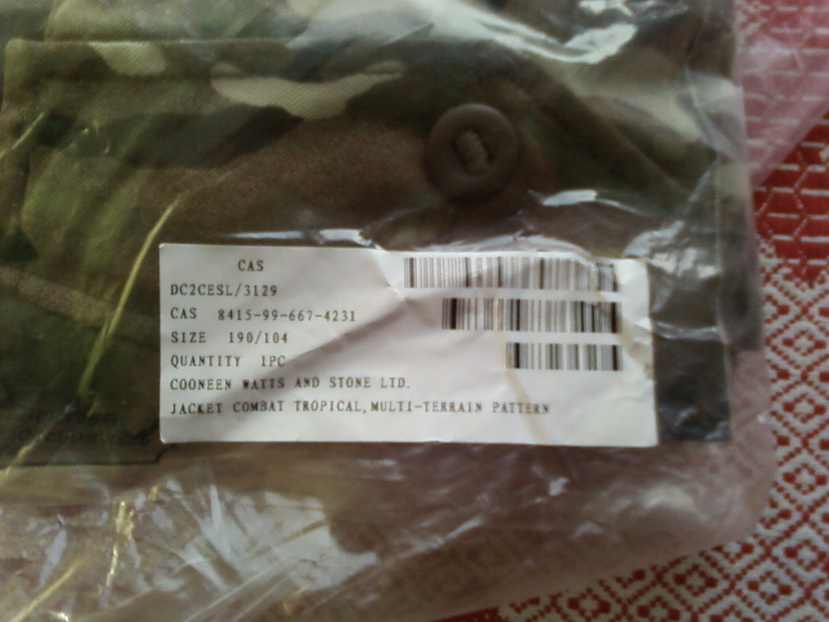 CAS
DC2CESL/3129
CAS 8415-99-667-4231
SIZE 190/104
QUANTITY 1PC
COONEEN WATTS AND STONE LTD.
JACKET COMBAT TROPICAL, MULTI-TERRAIN PATTERN